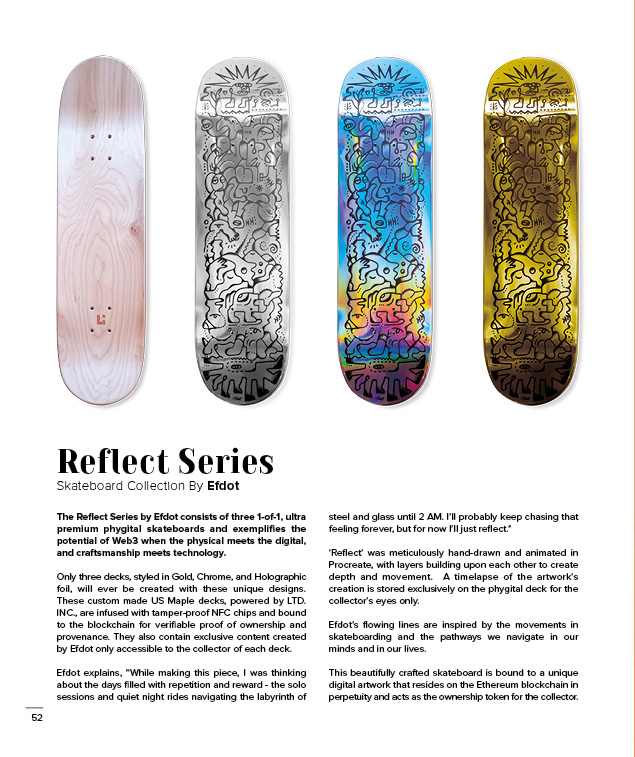 Reflect Series
Skateboard Collection By Efdot
The Reflect Series by Efdot consists of three 1-of-1, ultra
premium phygital skateboards and exemplifies the
potential of Web3 when the physical meets the digital,
and craftsmanship meets technology.
Only three decks, styled in Gold, Chrome, and Holographic
foil, will ever be created with these unique designs.
These custom made US Maple decks, powered by LTD.
INC., are infused with tamper-proof NFC chips and bound
to the blockchain for verifiable proof of ownership and
provenance. They also contain exclusive content created
by Efdot only accessible to the collector of each deck.
Efdot explains, "While making this piece, I was thinking
about the days filled with repetition and reward - the solo
sessions and quiet night rides navigating the labyrinth of
steel and glass until 2 AM. I'll probably keep chasing that
feeling forever, but for now I'll just reflect."
'Reflect' was meticulously hand-drawn and animated in
Procreate, with layers building upon each other to create
depth and movement. A timelapse of the artwork's
creation is stored exclusively on the phygital deck for the
collector's eyes only.
Efdot's flowing lines are inspired by the movements in
skateboarding and the pathways we navigate in our
minds and in our lives.
This beautifully crafted skateboard is bound to a unique
digital artwork that resides on the Ethereum blockchain in
perpetuity and acts as the ownership token for the collector.
52